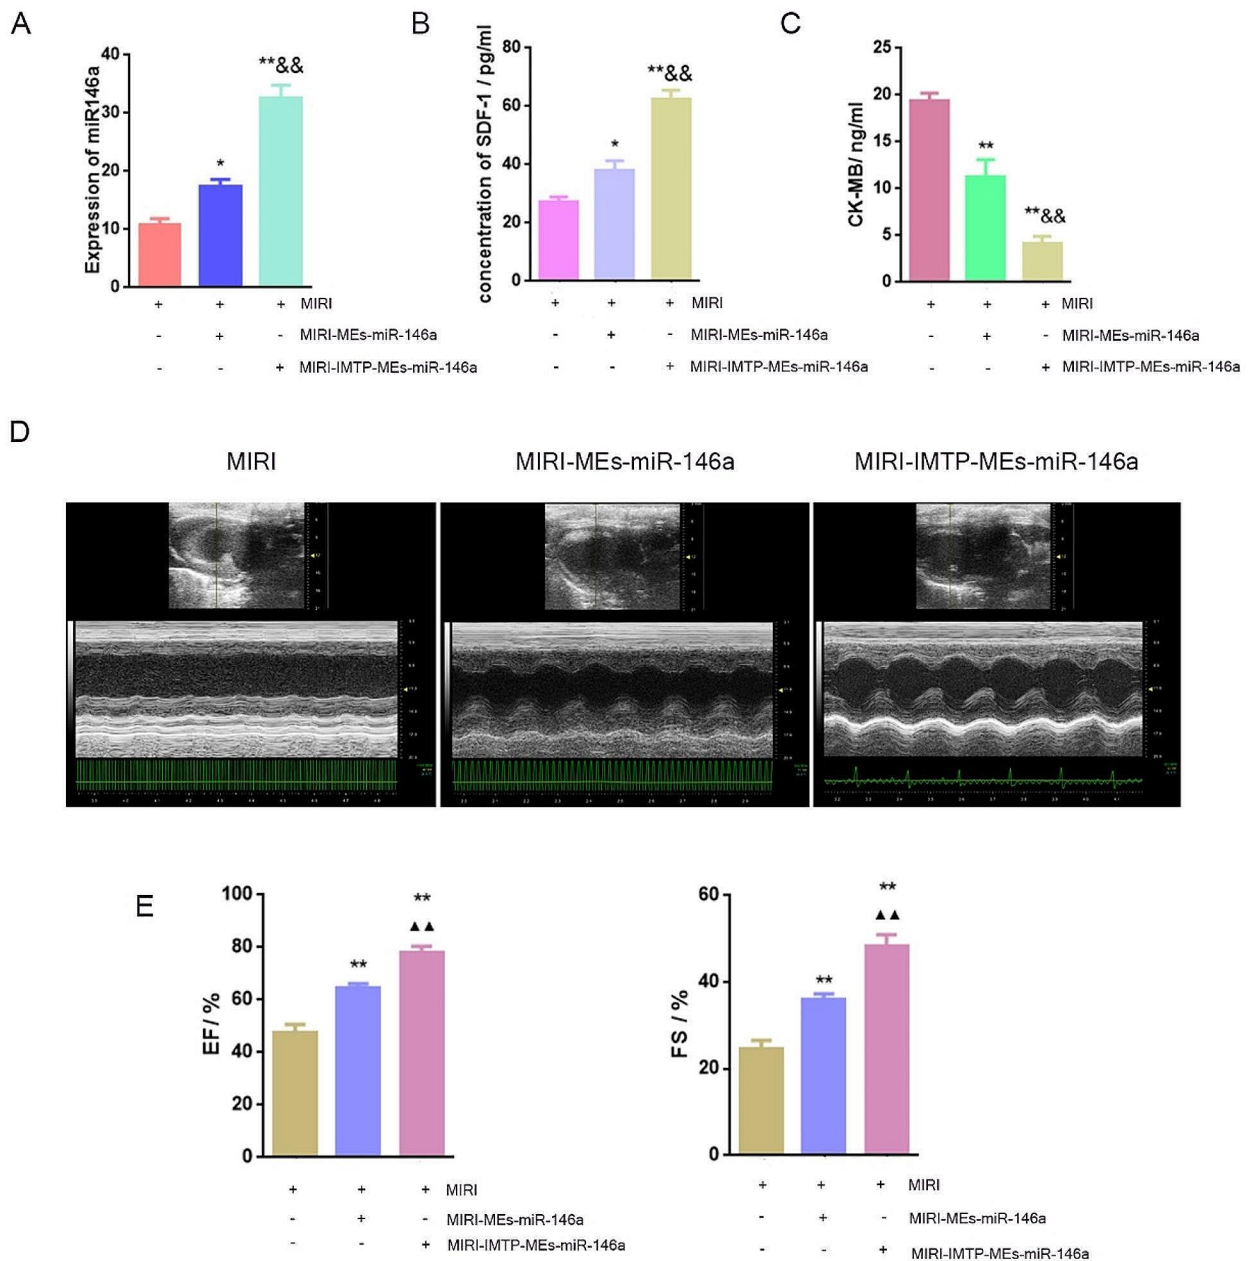 A
B
C
40
30
20
10
0
Expression of miR146a
*
**&&
+ + + MIRI
- + - MIRI-MEs-miR-146a
- - + MIRI-IMTP-MEs-miR-146a
80
60
40
20
0
concentration of SDF-1 / pg/ml
*
**&&
+ + + MIRI
- + - MIRI-MEs-miR-146a
- - + MIRI-IMTP-MEs-miR-146a
25
20
15
10
5
0
CK-MB/ ng/ml
**
**&&
+ + + MIRI
- + - MIRI-MEs-miR-146a
- - + MIRI-IMTP-MEs-miR-146a
D
MIRI
MIRI-MEs-miR-146a
MIRI-IMTP-MEs-miR-146a
E
100
80
60
40
20
0
EF/ %
**
**
▲▲
+ + + MIRI
- + - MIRI-MEs-miR-146a
- - + MIRI-IMTP-MEs-miR-146a
60
40
20
0
FS / %
**
**
▲▲
+ + + MIRI
- + - MIRI-MEs-miR-146a
- - + MIRI-IMTP-MEs-miR-146a